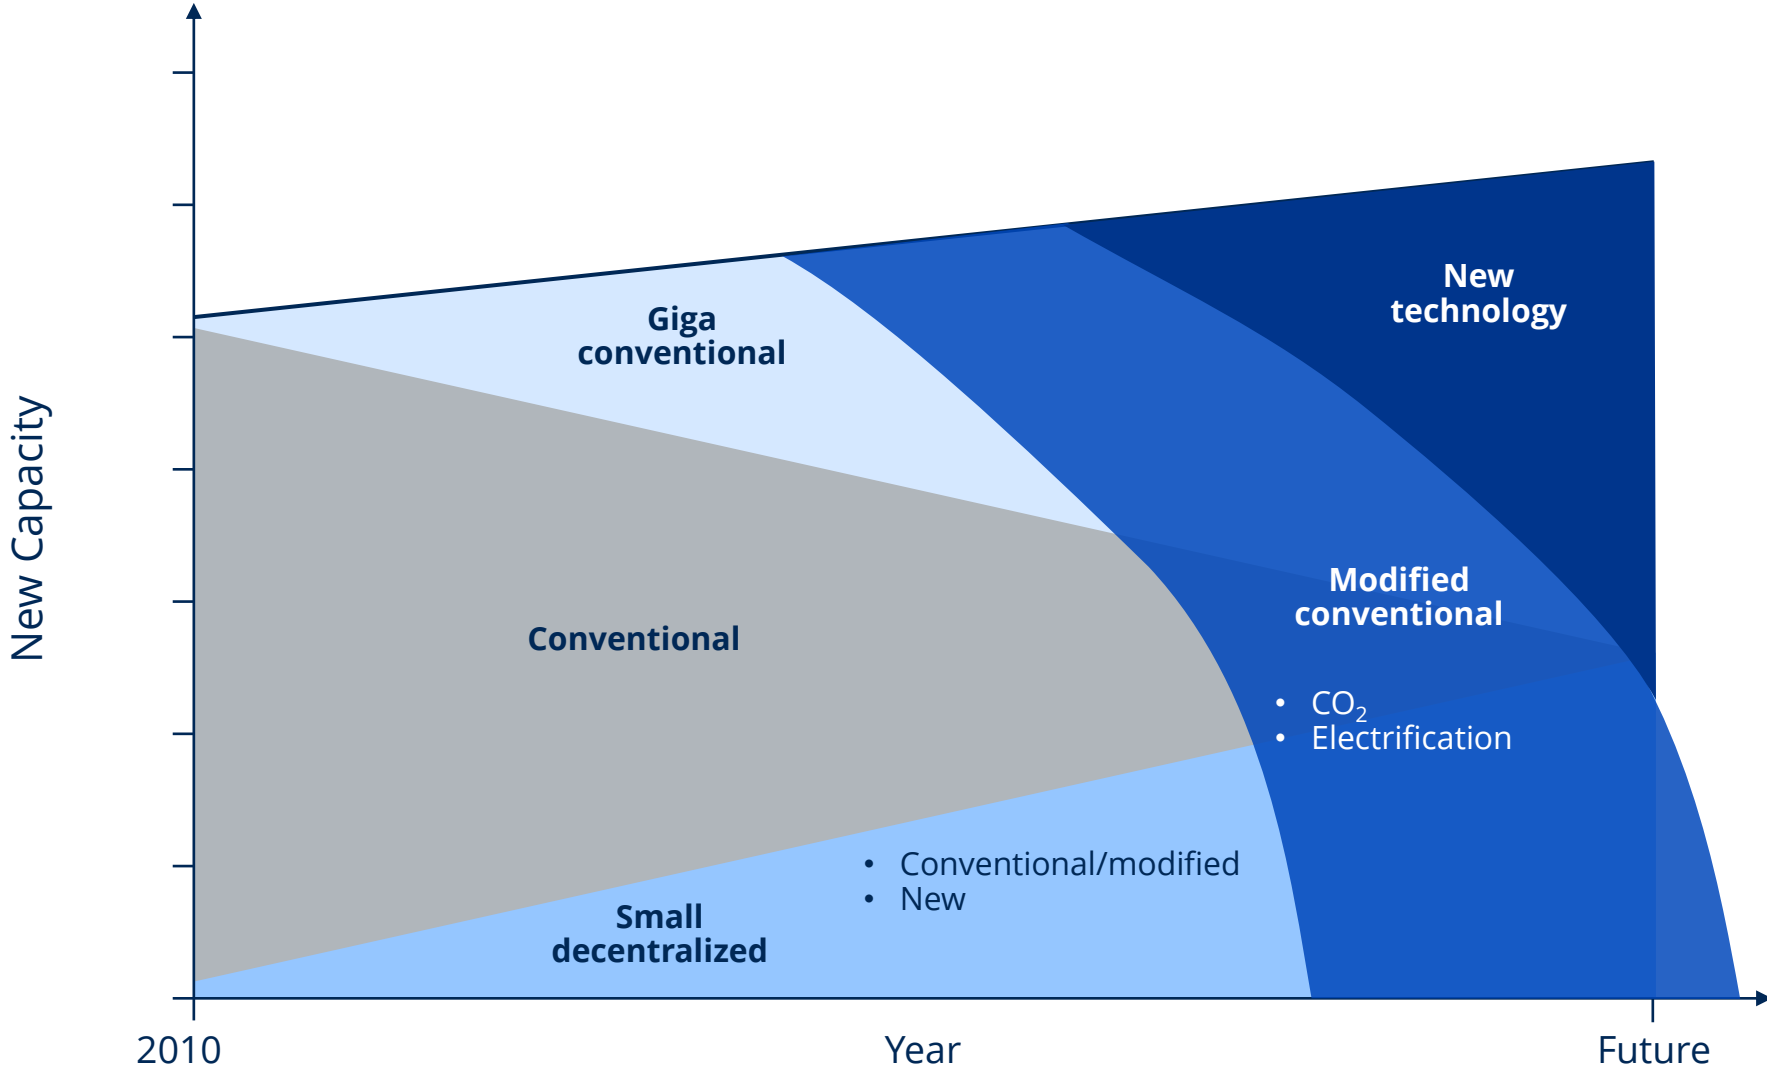 New Capacity
Giga
conventional
New
technology
Conventional
Modified
conventional
• CO₂
• Electrification
• Conventional/modified
• New
Small
decentralized
2010
Year
Future